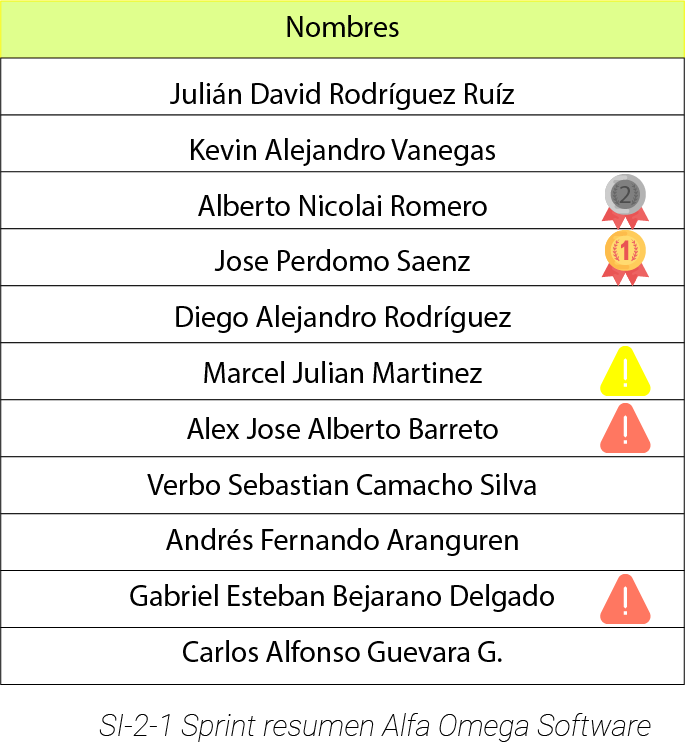 Nombres
Julián David Rodríguez Ruíz
Kevin Alejandro Vanegas
Alberto Nicolai Romero
2
Jose Perdomo Saenz
1
Diego Alejandro Rodríguez
Marcel Julian Martinez
!
Alex Jose Alberto Barreto
!
Verbo Sebastian Camacho Silva
Andrés Fernando Aranguren
Gabriel Esteban Bejarano Delgado
!
Carlos Alfonso Guevara G.
SI-2-1 Sprint resumen Alfa Omega Software